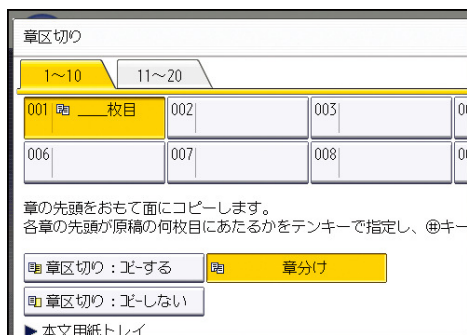 章区切り
1～10 11～20
001 ___枚目 002 003 00
006 007 008 00
章の先頭をおもて面にコピーします。
各章の先頭が原稿の何枚目にあたるかをテンキーで指定し、⊕キー
章区切り：ｺﾋﾟｰする 章分け
章区切り：ｺﾋﾟｰしない
▶本文用紙トレイ